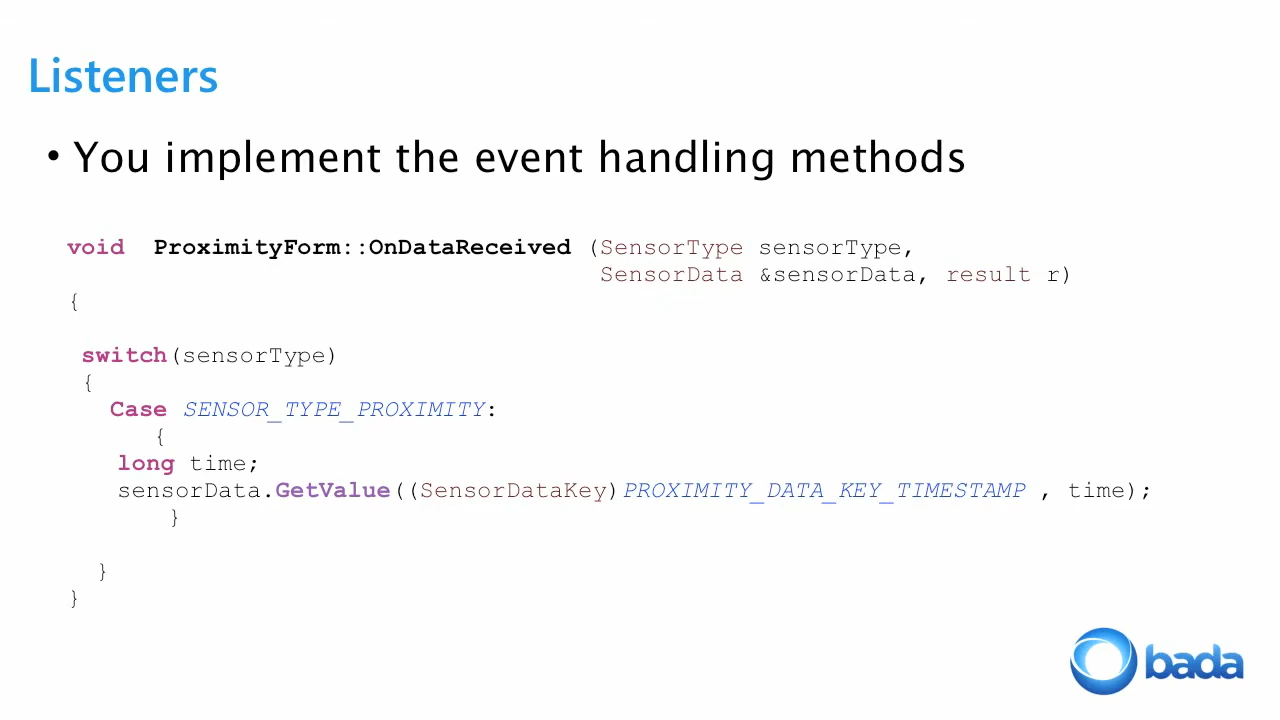 Listeners
• You implement the event handling methods
void  ProximityForm::OnDataReceived (SensorType sensorType,
SensorData &sensorData, result r)
{
switch(sensorType)
{
Case SENSOR_TYPE_PROXIMITY:
{
long time;
sensorData.GetValue((SensorDataKey)PROXIMITY_DATA_KEY_TIMESTAMP , time);
}
}
}
bada